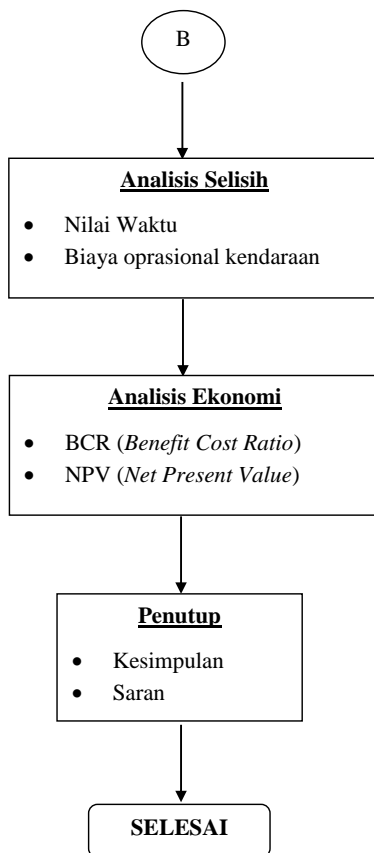 B
Analisis Selisih
• Nilai Waktu
• Biaya oprasional kendaraan
Analisis Ekonomi
• BCR (Benefit Cost Ratio)
• NPV (Net Present Value)
Penutup
• Kesimpulan
• Saran
SELESAI